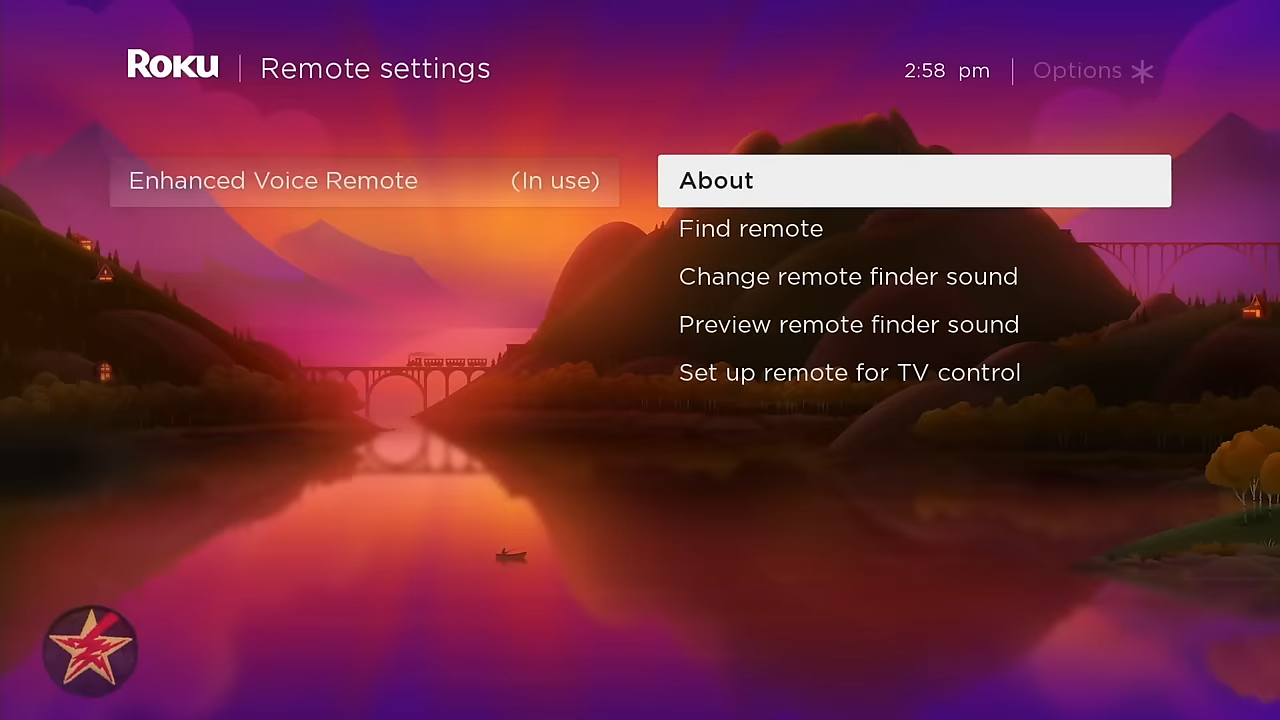 Roku
Remote settings
2:58 pm
Options
Enhanced Voice Remote (In use)
About
Find remote
Change remote finder sound
Preview remote finder sound
Set up remote for TV control